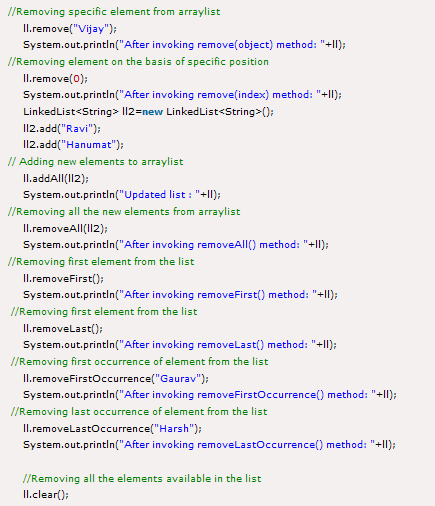 //Removing specific element from arraylist
ll.remove("Vijay");
System.out.println("After invoking remove(object) method: "+ll);
//Removing element on the basis of specific position
ll.remove(0);
System.out.println("After invoking remove(index) method: "+ll);
LinkedList<String> ll2=new LinkedList<String>();
ll2.add("Ravi");
ll2.add("Hanumat");
// Adding new elements to arraylist
ll.addAll(ll2);
System.out.println("Updated list : "+ll);
//Removing all the new elements from arraylist
ll.removeAll(ll2);
System.out.println("After invoking removeAll() method: "+ll);
//Removing first element from the list
ll.removeFirst();
System.out.println("After invoking removeFirst() method: "+ll);
//Removing first element from the list
ll.removeLast();
System.out.println("After invoking removeLast() method: "+ll);
//Removing first occurrence of element from the list
ll.removeFirstOccurrence("Gaurav");
System.out.println("After invoking removeFirstOccurrence() method: "+ll);
//Removing last occurrence of element from the list
ll.removeLastOccurrence("Harsh");
System.out.println("After invoking removeLastOccurrence() method: "+ll);
//Removing all the elements available in the list
ll.clear();